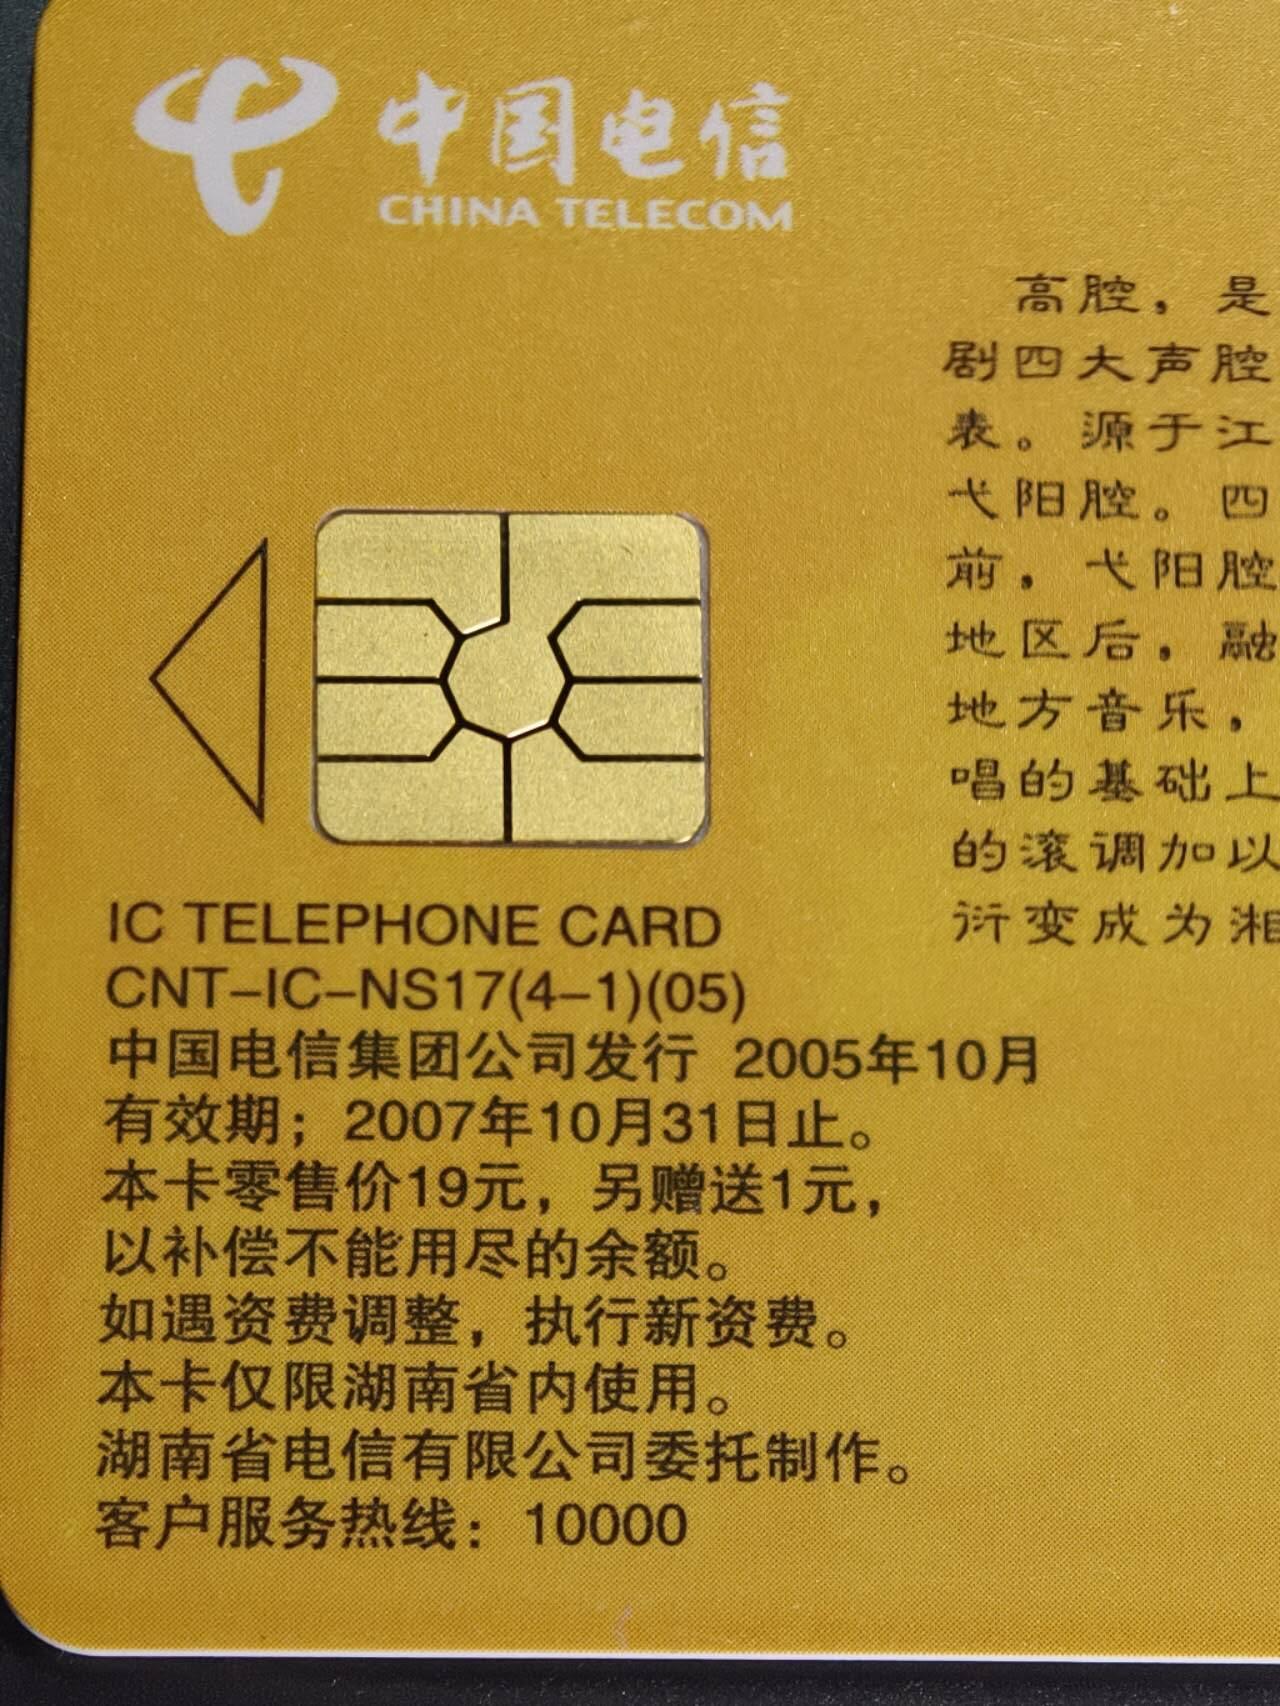 中国电信
CHINA TELECOM
高腔，是
剧四大声腔
表。源于江
弋阳腔。四
前，弋阳腔
地区后，融
地方音乐，
唱的基础上
的滚调加以
衍变成为湘
IC TELEPHONE CARD
CNT-IC-NS17(4-1)(05)
中国电信集团公司发行 2005年10月
有效期；2007年10月31日止。
本卡零售价19元，另赠送1元，
以补偿不能用尽的余额。
如遇资费调整，执行新资费。
本卡仅限湖南省内使用。
湖南省电信有限公司委托制作。
客户服务热线：10000